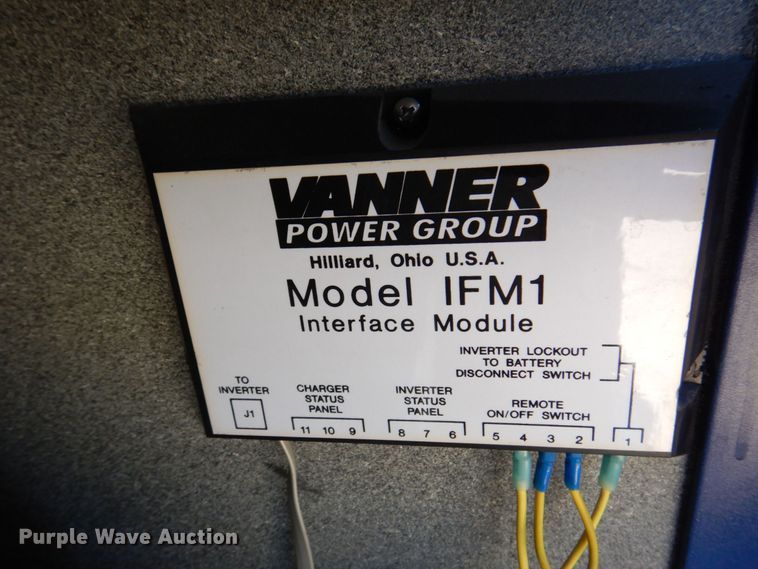 VANNER
POWER GROUP
Hilliard, Ohio U.S.A.
Model IFM1
Interface Module
INVERTER LOCKOUT
TO BATTERY
DISCONNECT SWITCH
TO
INVERTER
J1
CHARGER
STATUS
PANEL
11 10 9
INVERTER
STATUS
PANEL
8 7 6
REMOTE
ON/OFF SWITCH
5 4 3 2
1
Purple Wave Auction